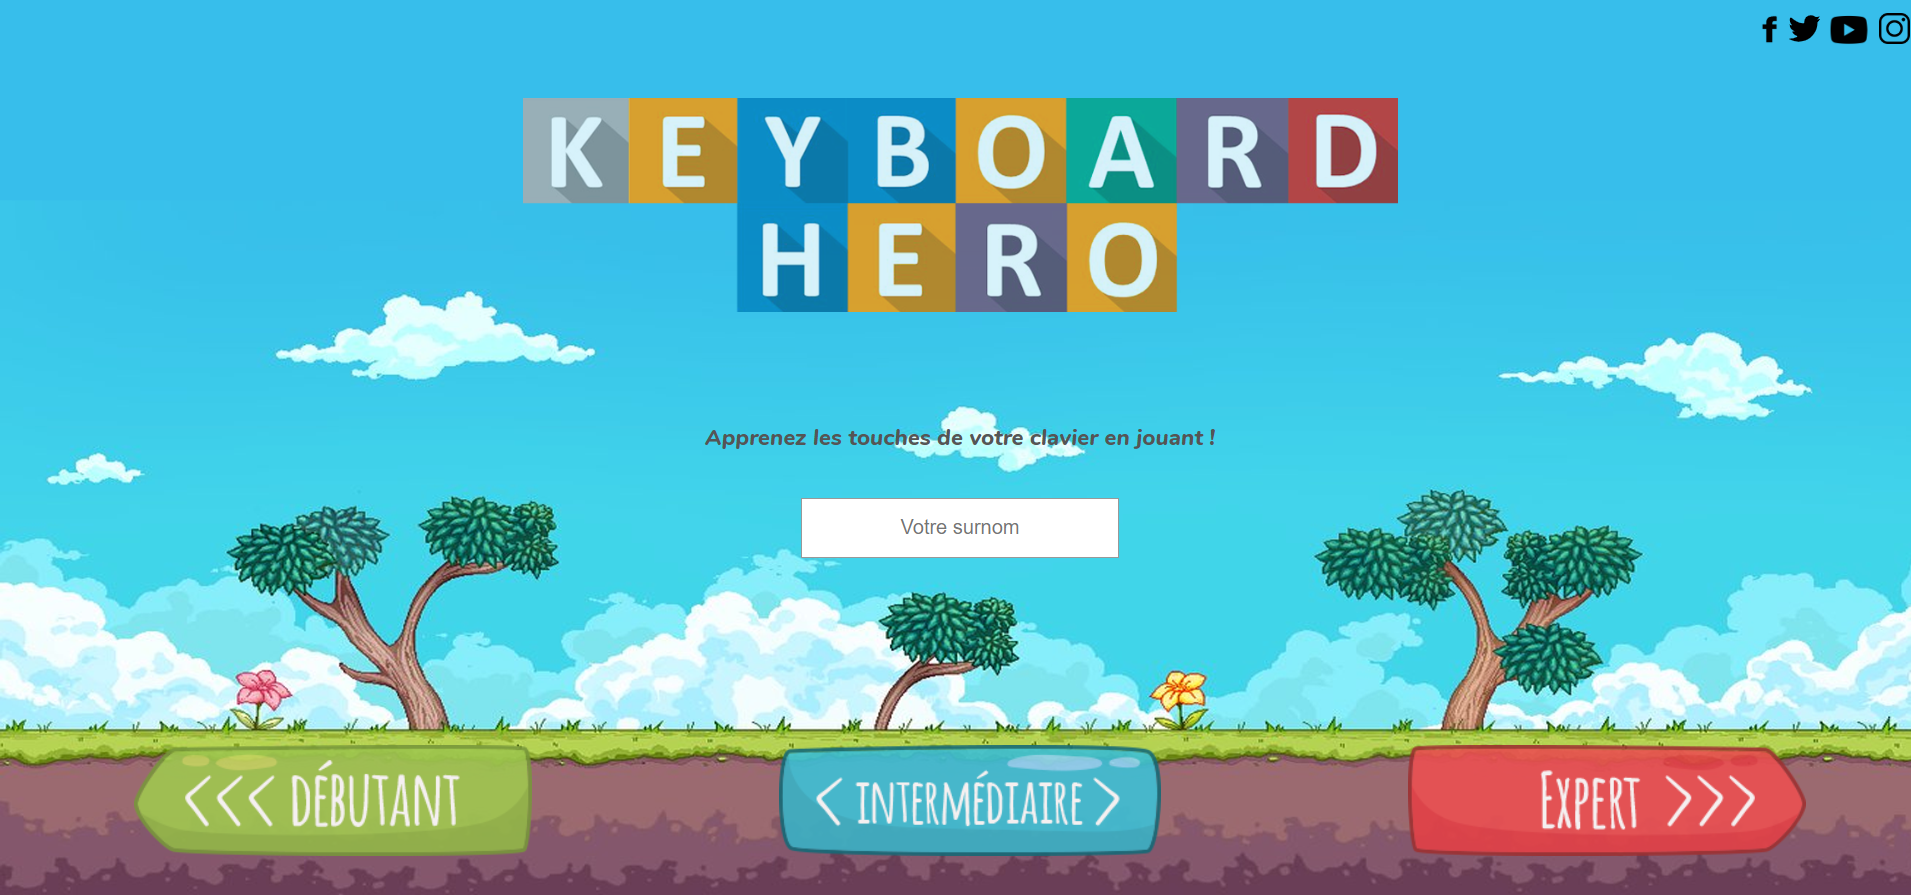 KEYBOARD
HERO
Apprenez les touches de votre clavier en jouant !
Votre surnom
<<< DÉBUTANT
< INTERMÉDIAIRE >
EXPERT >>>